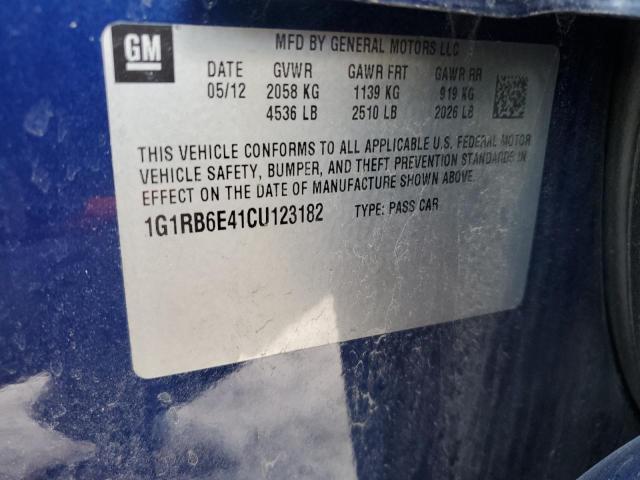 GM
MFD BY GENERAL MOTORS LLC
DATE GVWR GAWR FRT GAWR RR
05/12 2058 KG 1139 KG 919 KG
4536 LB 2510 LB 2026 LB
THIS VEHICLE CONFORMS TO ALL APPLICABLE U.S. FEDERAL MOTOR
VEHICLE SAFETY, BUMPER, AND THEFT PREVENTION STANDARDS IN
EFFECT ON THE DATE OF MANUFACTURE SHOWN ABOVE.
1G1RB6E41CU123182 TYPE: PASS CAR